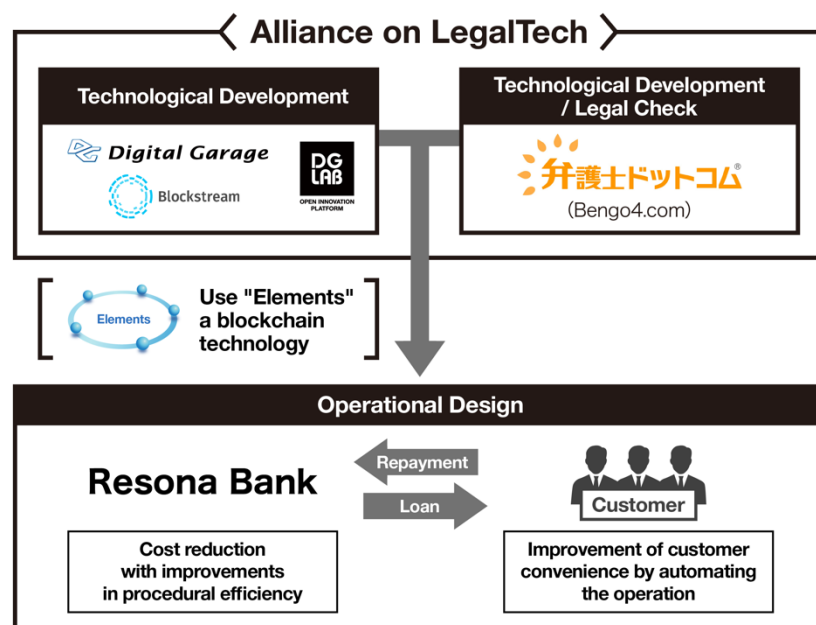 Alliance on LegalTech
Technological Development
Digital Garage
Blockstream
DG
LAB
OPEN INNOVATION
PLATFORM
Technological Development
/ Legal Check
弁護士ドットコム®
(Bengo4.com)
Elements
Use "Elements"
a blockchain
technology
Operational Design
Resona Bank
Repayment
Loan
Customer
Cost reduction
with improvements
in procedural efficiency
Improvement of customer
convenience by automating
the operation